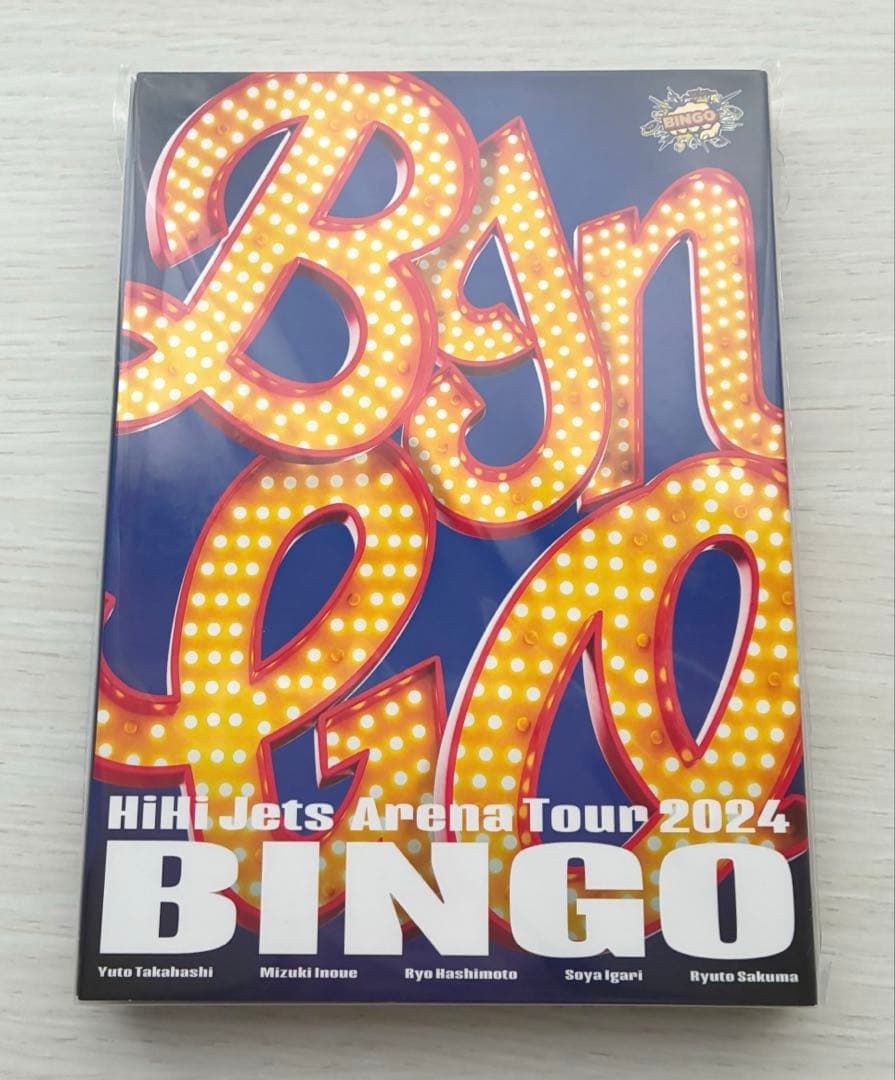 BINGO
Bingo
HiHi Jets Arena Tour 2024
BINGO
Yuto Takahashi Mizuki Inoue Ryo Hashimoto Soya Igari Ryuto Sakuma